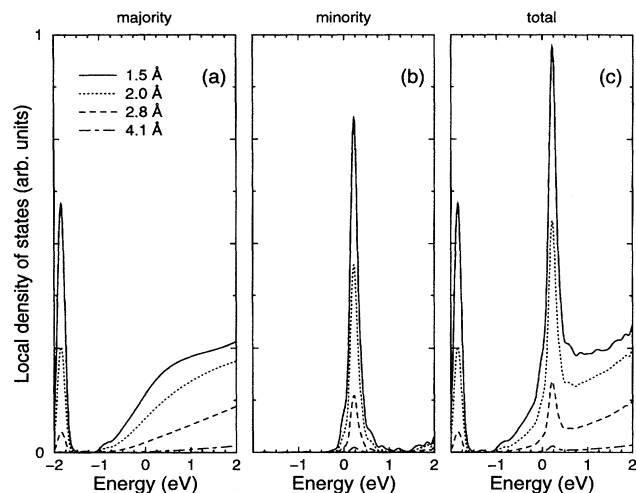 majority
minority
total
Local density of states (arb. units)
1
0
1.5 Å
2.0 Å
2.8 Å
4.1 Å
(a)
(b)
(c)
−2 −1 0 1 2
−1 0 1 2
−1 0 1 2
Energy (eV)
Energy (eV)
Energy (eV)